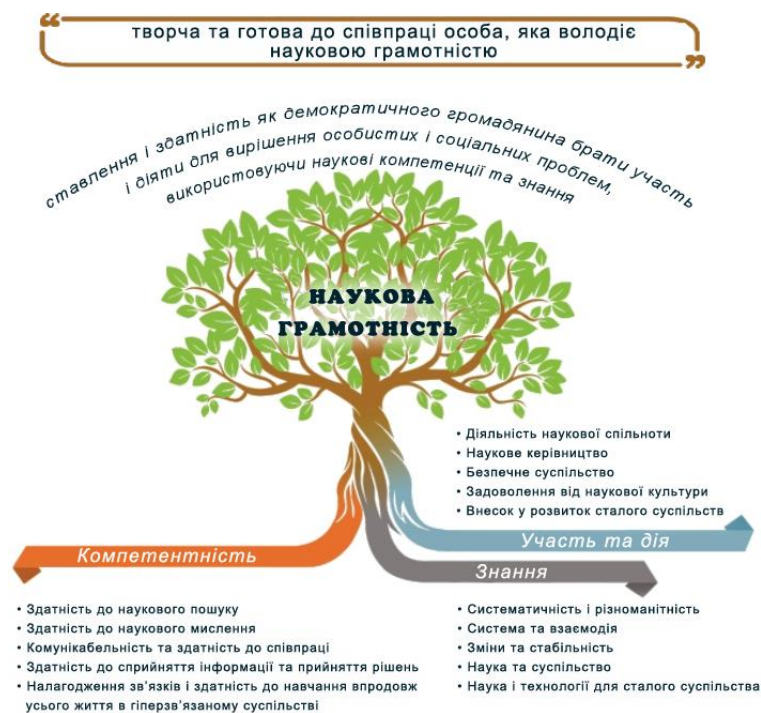 творча та готова до співпраці особа, яка володіє
науковою грамотністю
ставлення і здатність як демократичного громадянина брати участь
і діяти для вирішення особистих і соціальних проблем,
використовуючи наукові компетенції та знання
НАУКОВА
ГРАМОТНІСТЬ
• Діяльність наукової спільноти
• Наукове керівництво
• Безпечне суспільство
• Задоволення від наукової культури
• Внесок у розвиток сталого суспільств
Участь та дія
Компетентність
Знання
• Здатність до наукового пошуку
• Здатність до наукового мислення
• Комунікабельність та здатність до співпраці
• Здатність до сприйняття інформації та прийняття рішень
• Налагодження зв'язків і здатність до навчання впродовж
усього життя в гіперзв'язаному суспільстві
• Систематичність і різноманітність
• Система та взаємодія
• Зміни та стабільність
• Наука та суспільство
• Наука і технології для сталого суспільства